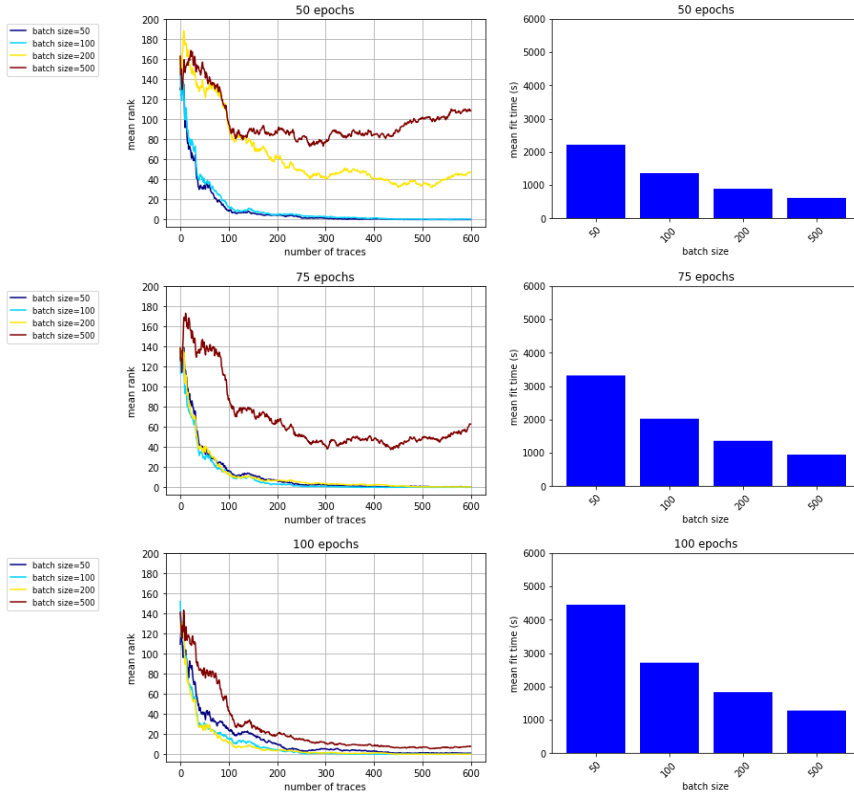 50 epochs
batch size=50
batch size=100
batch size=200
batch size=500
200
180
160
140
120
100
80
60
40
20
0
mean rank
0 100 200 300 400 500 600
number of traces
50 epochs
6000
5000
4000
3000
2000
1000
0
mean fit time (s)
50 100 200 500
batch size
75 epochs
batch size=50
batch size=100
batch size=200
batch size=500
200
180
160
140
120
100
80
60
40
20
0
mean rank
0 100 200 300 400 500 600
number of traces
75 epochs
6000
5000
4000
3000
2000
1000
0
mean fit time (s)
50 100 200 500
batch size
100 epochs
batch size=50
batch size=100
batch size=200
batch size=500
200
180
160
140
120
100
80
60
40
20
0
mean rank
0 100 200 300 400 500 600
number of traces
100 epochs
6000
5000
4000
3000
2000
1000
0
mean fit time (s)
50 100 200 500
batch size